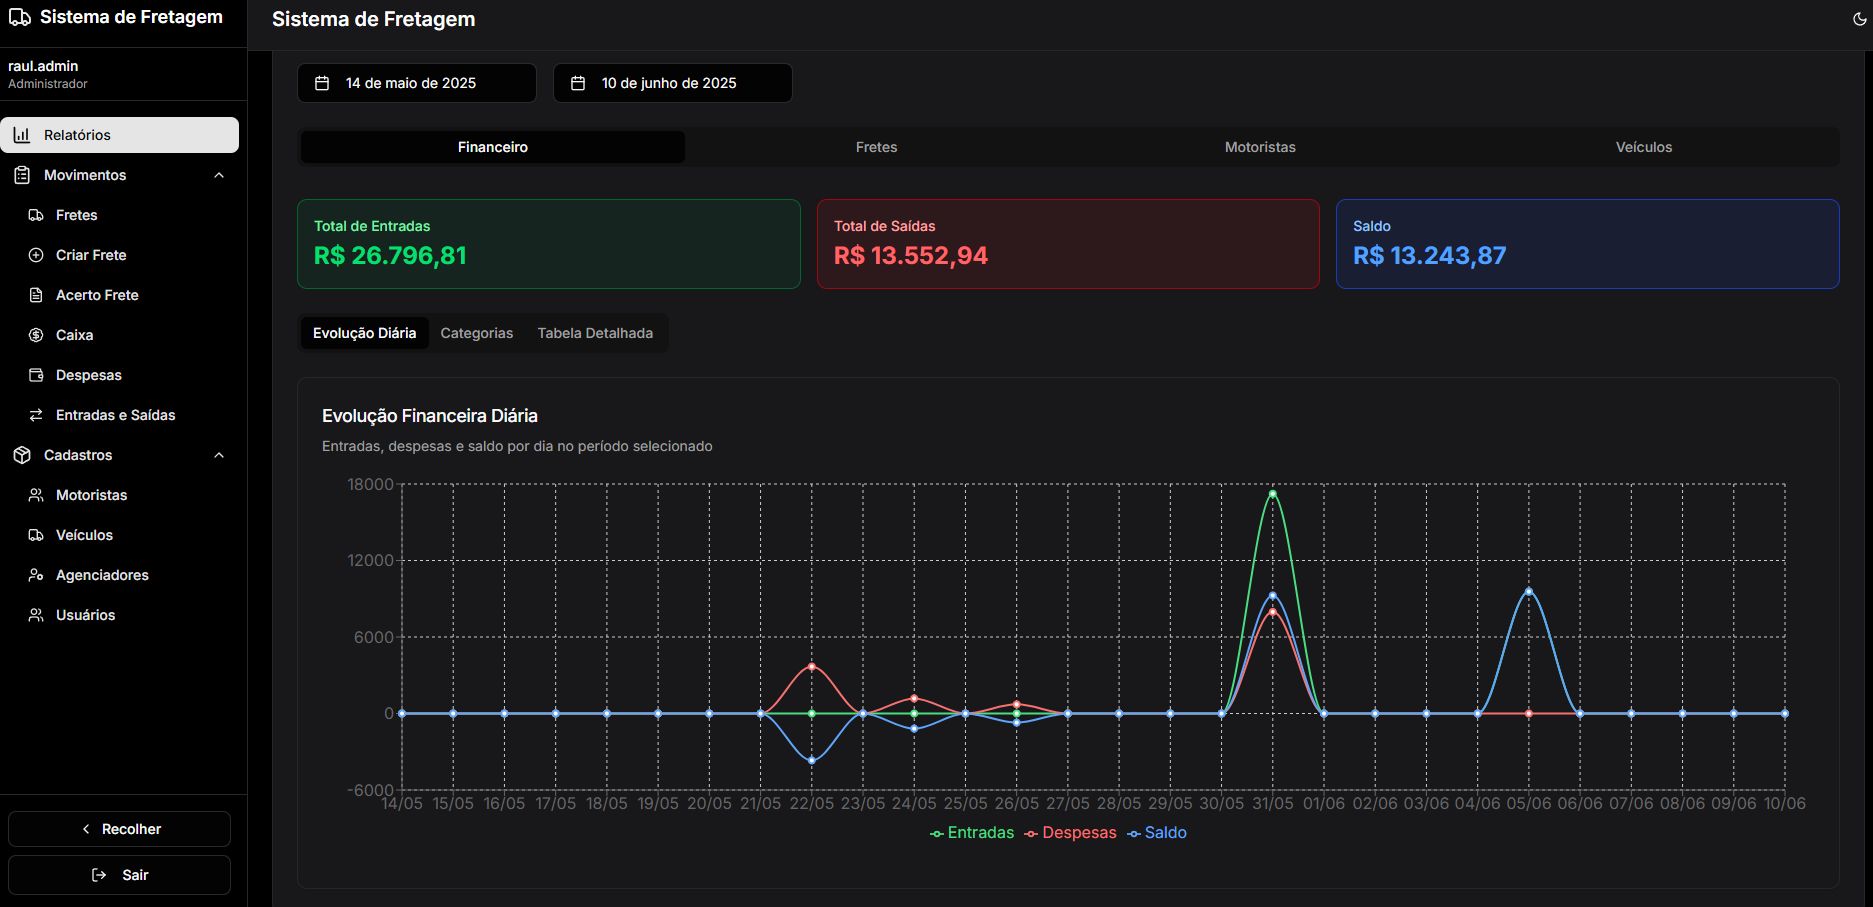 Sistema de Fretagem
raul.admin
Administrador
Relatórios
Movimentos
Fretes
Criar Frete
Acerto Frete
Caixa
Despesas
Entradas e Saídas
Cadastros
Motoristas
Veículos
Agenciadores
Usuários
Recolher
Sair
Sistema de Fretagem
14 de maio de 2025 10 de junho de 2025
Financeiro Fretes Motoristas Veículos
Total de Entradas
R$ 26.796,81
Total de Saídas
R$ 13.552,94
Saldo
R$ 13.243,87
Evolução Diária Categorias Tabela Detalhada
Evolução Financeira Diária
Entradas, despesas e saldo por dia no período selecionado
18000
12000
6000
0
-6000
14/05 15/05 16/05 17/05 18/05 19/05 20/05 21/05 22/05 23/05 24/05 25/05 26/05 27/05 28/05 29/05 30/05 31/05 01/06 02/06 03/06 04/06 05/06 06/06 07/06 08/06 09/06 10/06
Entradas Despesas Saldo